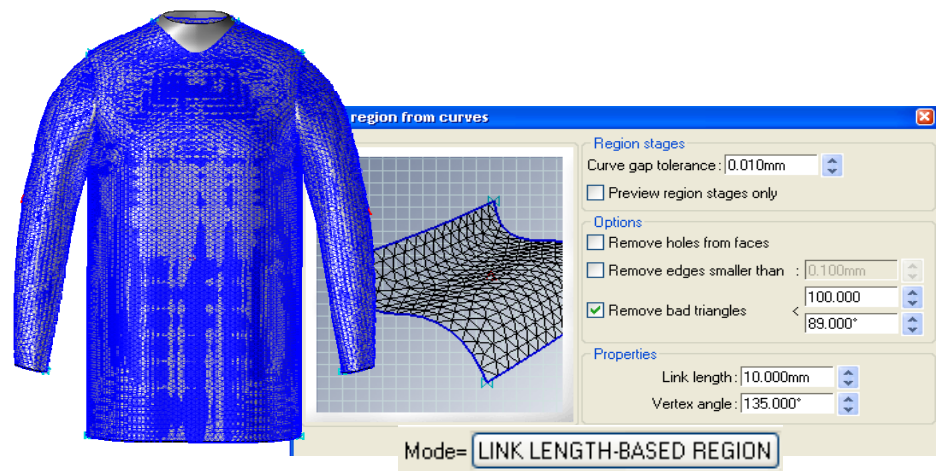 region from curves
Region stages
Curve gap tolerance : 0.010mm
Preview region stages only
Options
Remove holes from faces
Remove edges smaller than : 0.100mm
100.000
Remove bad triangles <
89.000°
Properties
Link length : 10.000mm
Vertex angle : 135.000°
Mode= LINK LENGTH-BASED REGION